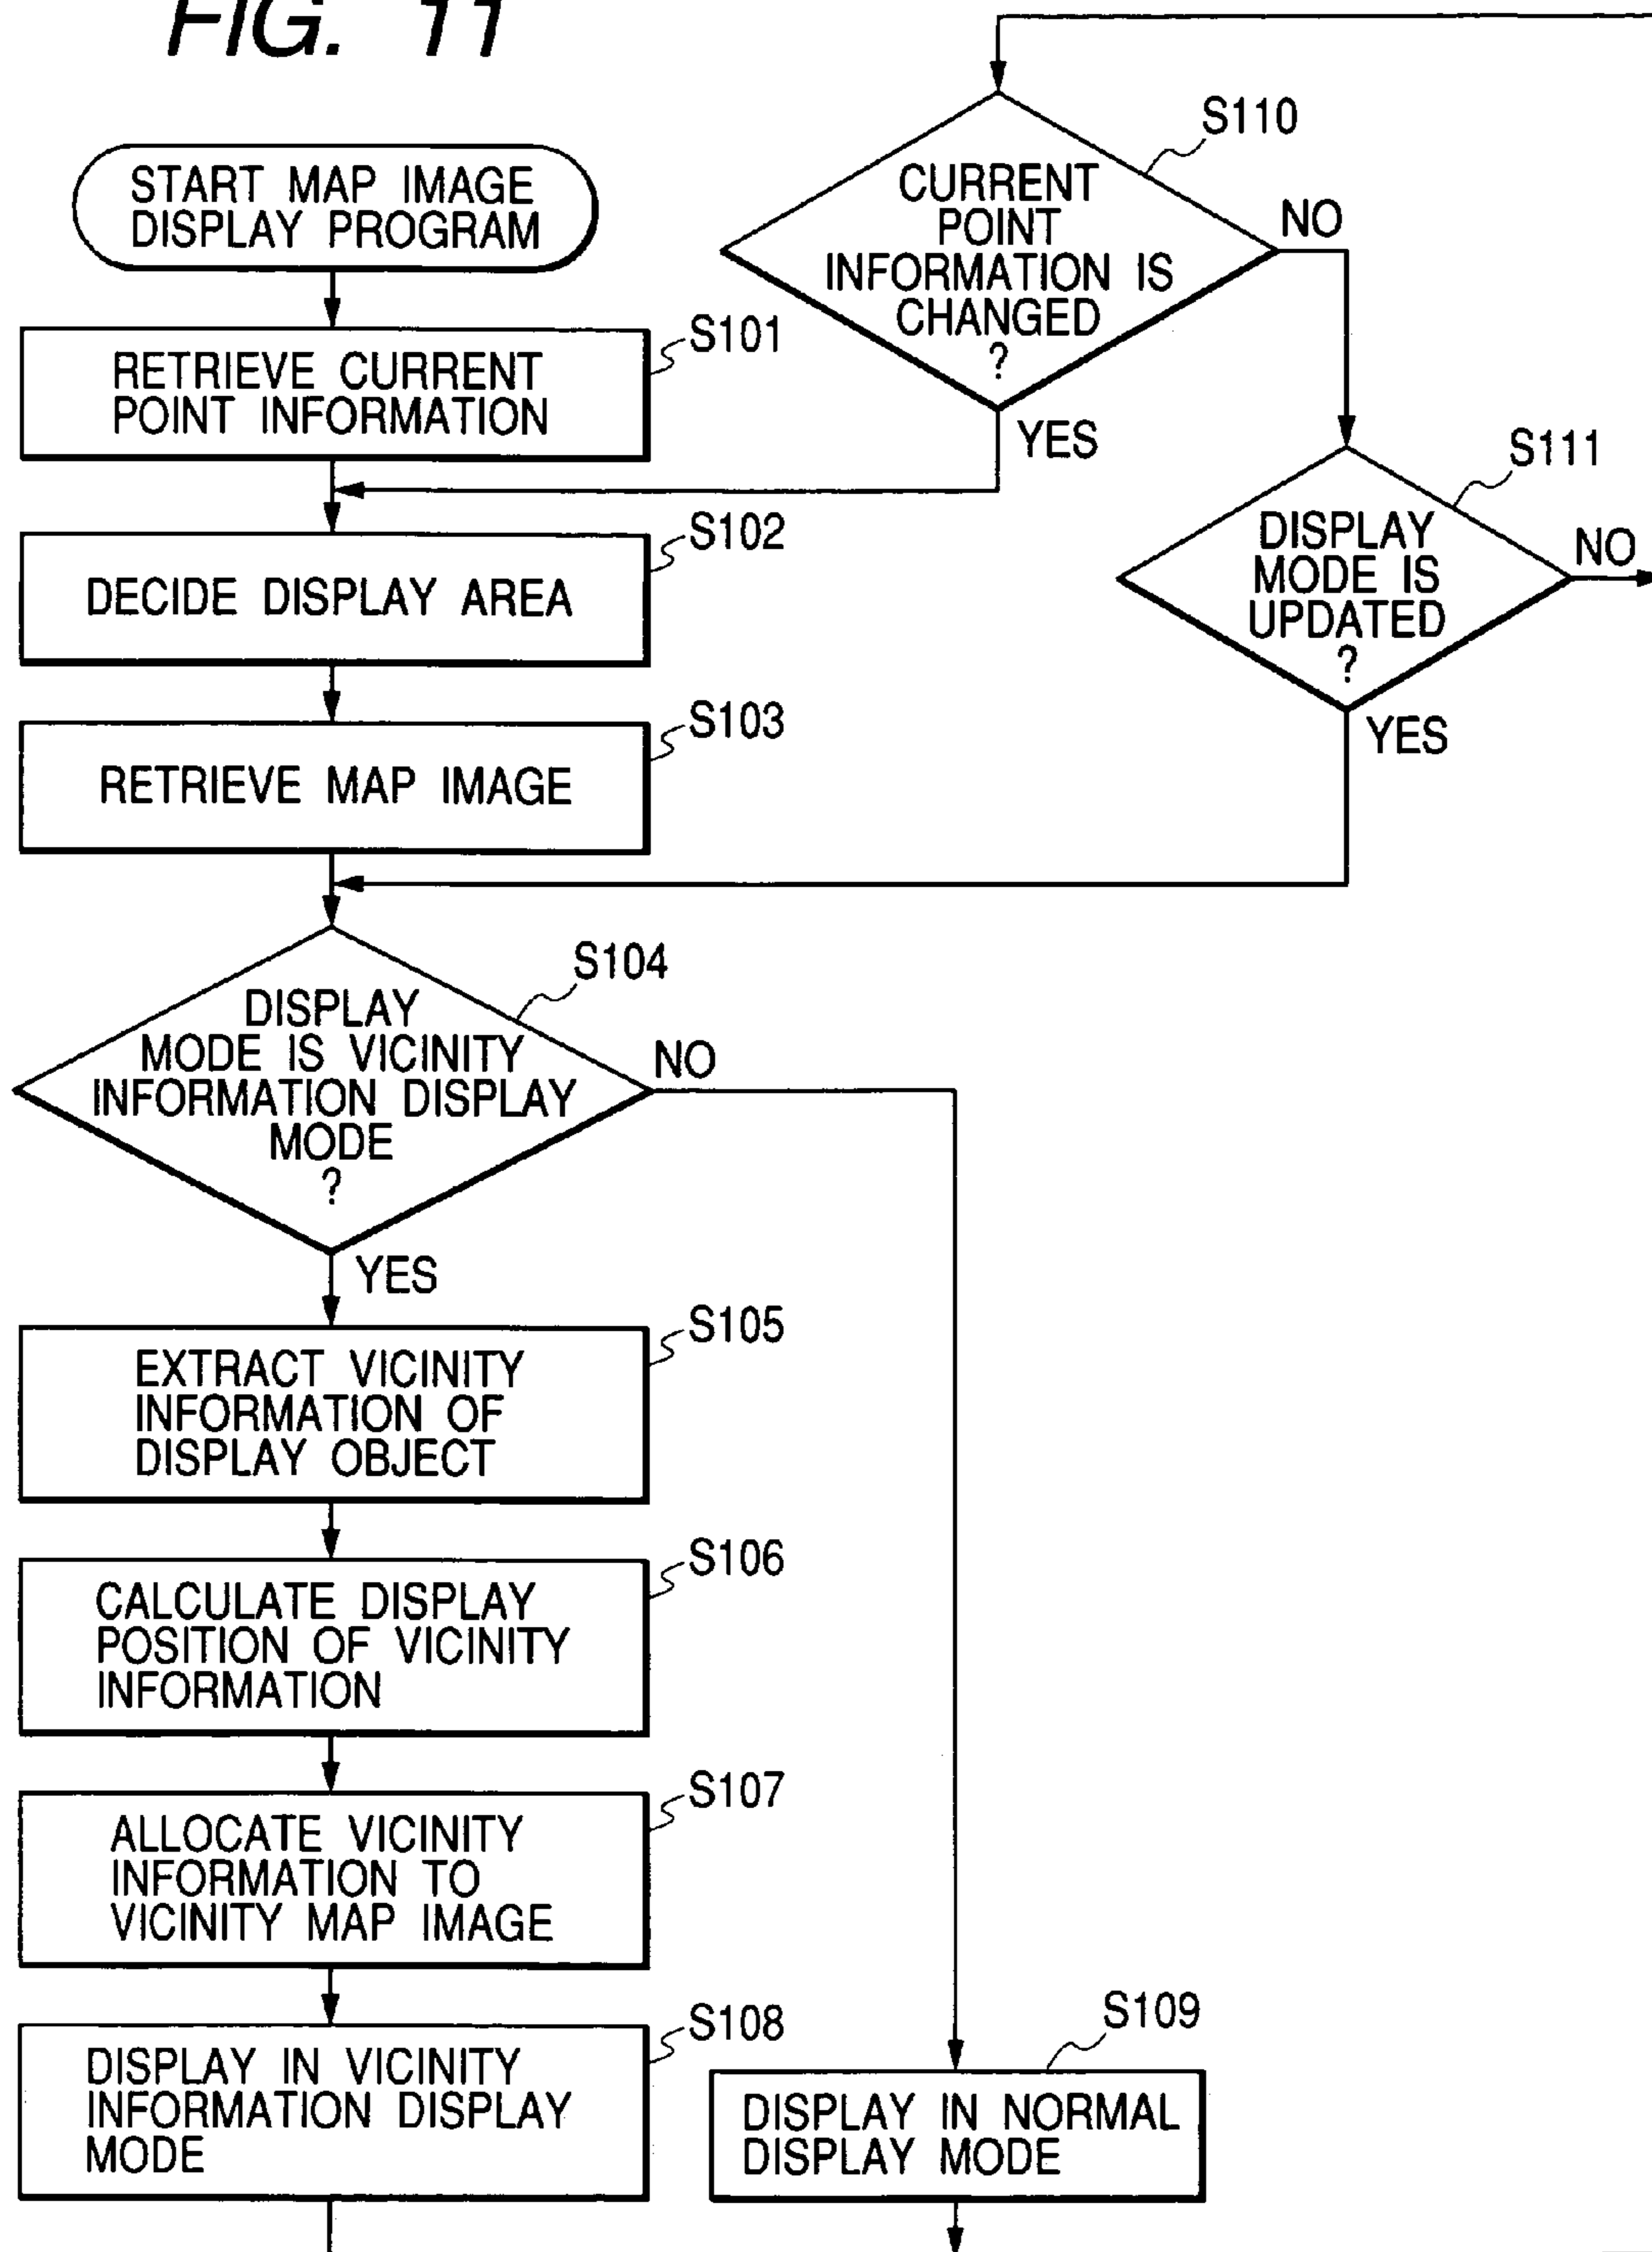 FIG. 11
START MAP IMAGE
DISPLAY PROGRAM
RETRIEVE CURRENT
POINT INFORMATION
S101
DECIDE DISPLAY AREA
S102
RETRIEVE MAP IMAGE
S103
DISPLAY
MODE IS VICINITY
INFORMATION DISPLAY
MODE
?
S104
NO
YES
EXTRACT VICINITY
INFORMATION OF
DISPLAY OBJECT
S105
CALCULATE DISPLAY
POSITION OF VICINITY
INFORMATION
S106
ALLOCATE VICINITY
INFORMATION TO
VICINITY MAP IMAGE
S107
DISPLAY IN VICINITY
INFORMATION DISPLAY
MODE
S108
DISPLAY IN NORMAL
DISPLAY MODE
S109
CURRENT
POINT
INFORMATION IS
CHANGED
?
S110
NO
YES
DISPLAY
MODE IS
UPDATED
?
S111
NO
YES